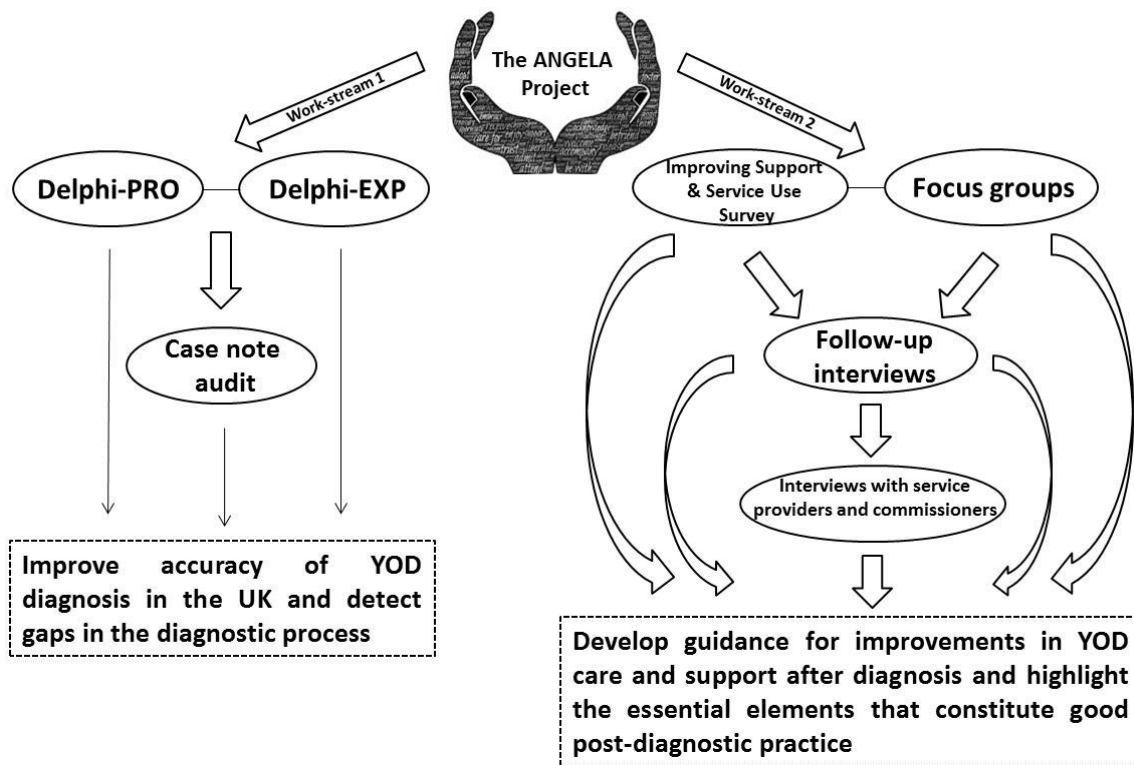 The ANGELA
Project
Work-stream 1
Work-stream 2
Delphi-PRO
Delphi-EXP
Case note
audit
Improve accuracy of YOD
diagnosis in the UK and detect
gaps in the diagnostic process
Improving Support
& Service Use
Survey
Focus groups
Follow-up
interviews
Interviews with service
providers and commissioners
Develop guidance for improvements in YOD
care and support after diagnosis and highlight
the essential elements that constitute good
post-diagnostic practice